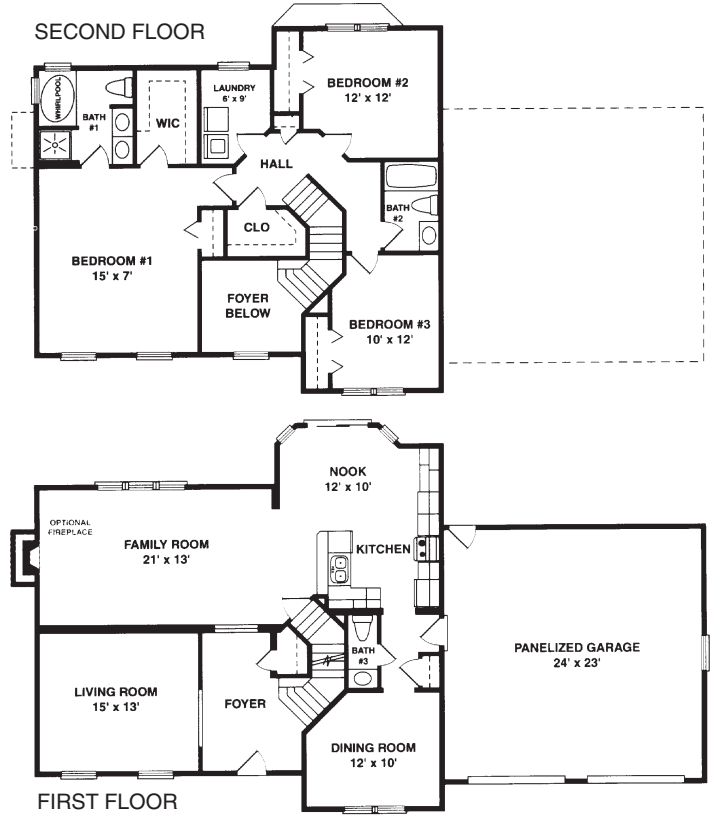 SECOND FLOOR
WHIRLPOOL
BATH
#1
WIC
LAUNDRY
6' x 9'
BEDROOM #2
12' x 12'
HALL
BATH
#2
CLO
BEDROOM #1
15' x 7'
FOYER
BELOW
BEDROOM #3
10' x 12'
NOOK
12' x 10'
OPTIONAL
FIREPLACE
FAMILY ROOM
21' x 13'
KITCHEN
PANELIZED GARAGE
24' x 23'
BATH
#3
LIVING ROOM
15' x 13'
FOYER
DINING ROOM
12' x 10'
FIRST FLOOR